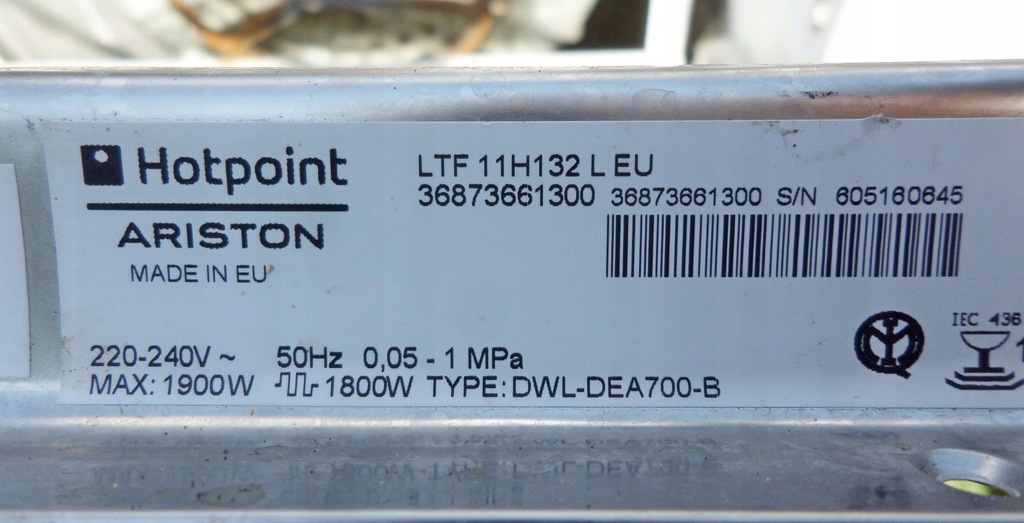 Hotpoint
ARISTON
MADE IN EU
LTF 11H132 L EU
36873661300 36873661300 S/N 605160645
IEC 436
220-240V ~ 50Hz 0,05 - 1 MPa
MAX: 1900W 1800W TYPE: DWL-DEA700-B